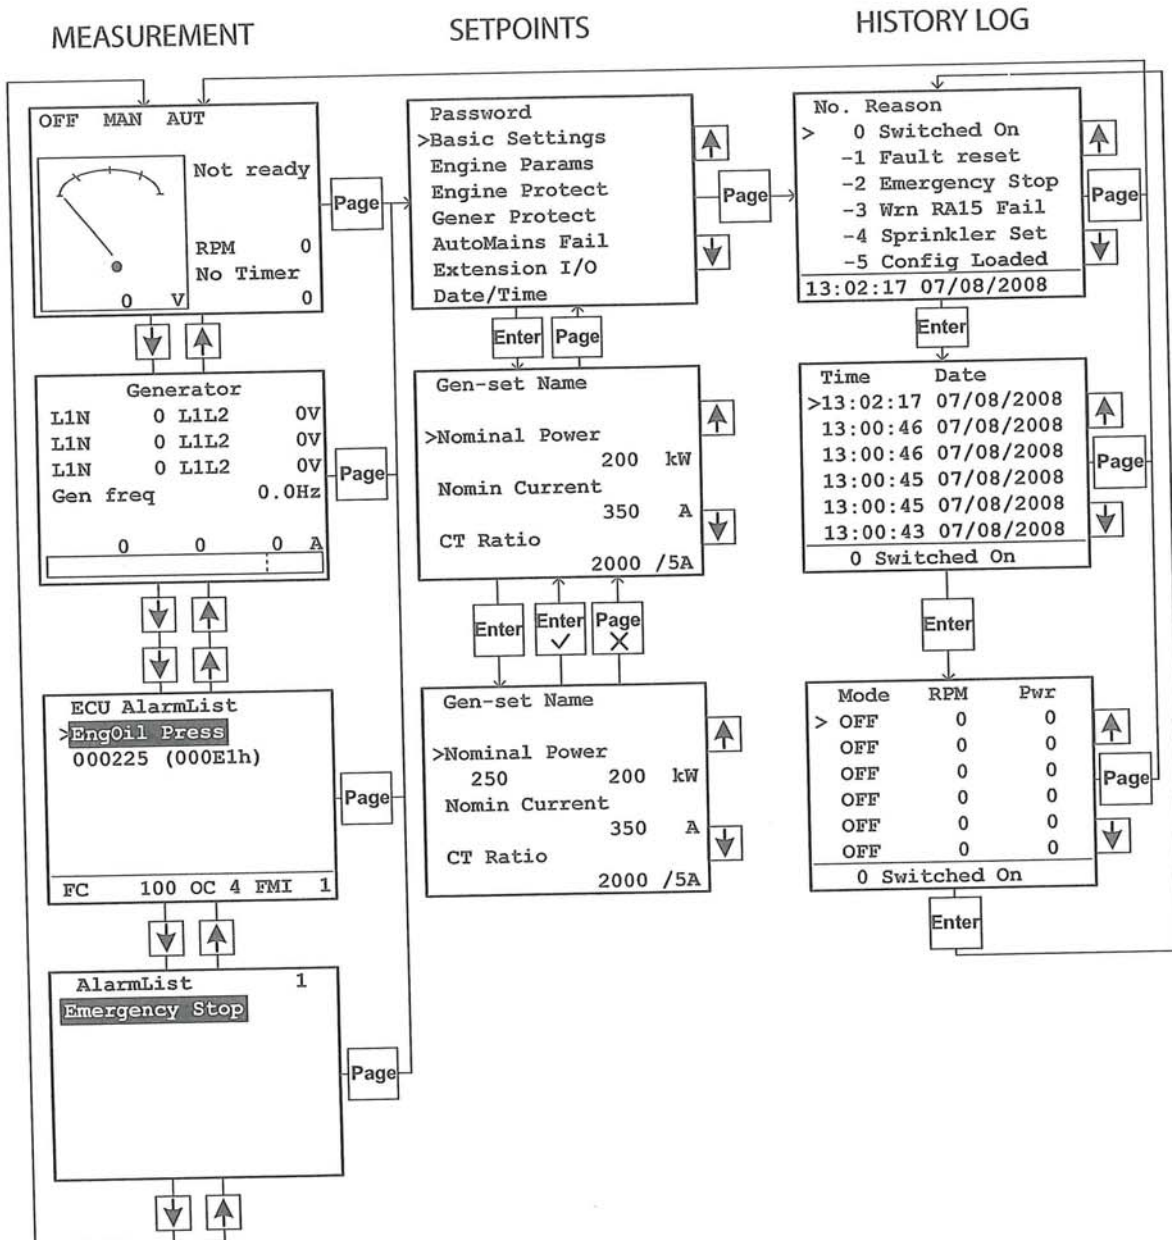 MEASUREMENT
OFF MAN AUT
Not ready
RPM 0
No Timer
0 V 0
Page
Generator
L1N 0 L1L2 0V
L1N 0 L1L2 0V
L1N 0 L1L2 0V
Gen freq 0.0Hz
0 0 0 A
Page
ECU AlarmList
>EngOil Press
000225 (000E1h)
FC 100 OC 4 FMI 1
Page
AlarmList 1
Emergency Stop
Page
SETPOINTS
Password
>Basic Settings
Engine Params
Engine Protect
Gener Protect
AutoMains Fail
Extension I/O
Date/Time
Page
Enter Page
Gen-set Name
>Nominal Power
200 kW
Nomin Current
350 A
CT Ratio
2000 /5A
Enter Enter Page
Gen-set Name
>Nominal Power
250 200 kW
Nomin Current
350 A
CT Ratio
2000 /5A
HISTORY LOG
No. Reason
> 0 Switched On
-1 Fault reset
-2 Emergency Stop
-3 Wrn RA15 Fail
-4 Sprinkler Set
-5 Config Loaded
13:02:17 07/08/2008
Page
Enter
Time Date
>13:02:17 07/08/2008
13:00:46 07/08/2008
13:00:46 07/08/2008
13:00:45 07/08/2008
13:00:45 07/08/2008
13:00:43 07/08/2008
0 Switched On
Page
Enter
Mode RPM Pwr
> OFF 0 0
OFF 0 0
OFF 0 0
OFF 0 0
OFF 0 0
OFF 0 0
0 Switched On
Page
Enter